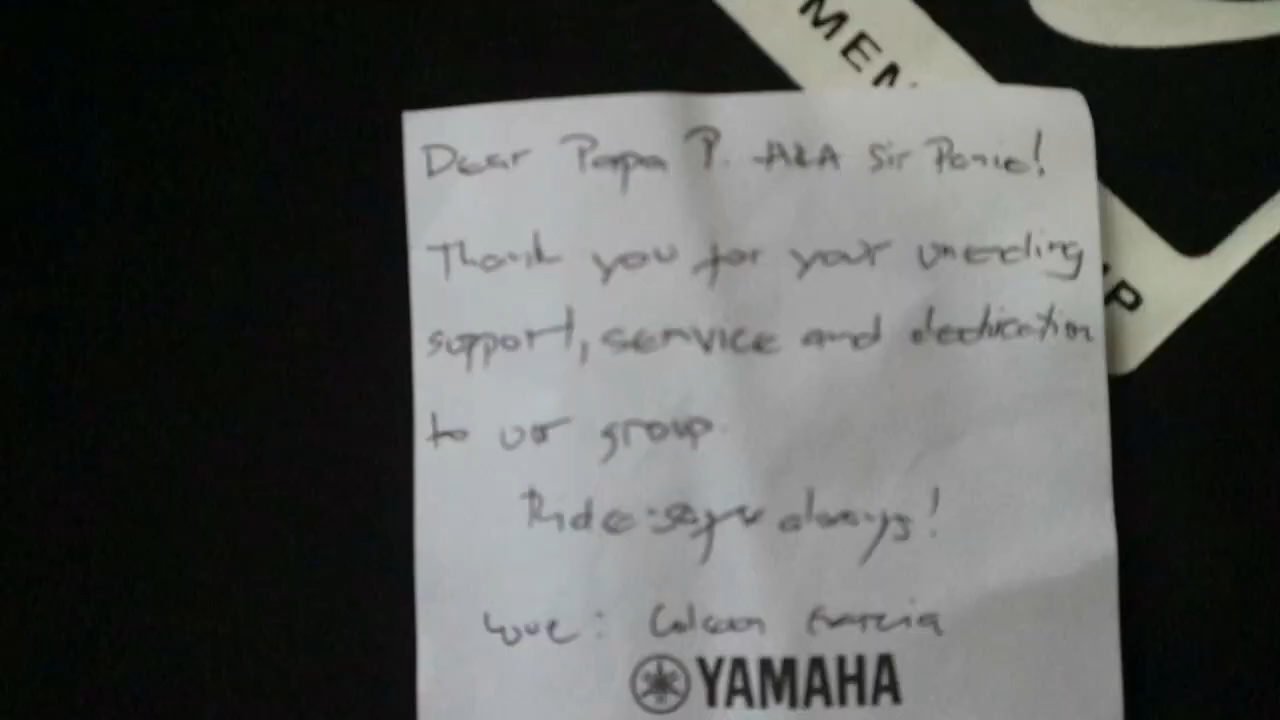 MEM
Dear Papa P. AKA Sir
Thank you for your unending
support, service and dedication
to our group
Ride safe always!
Love:
YAMAHA